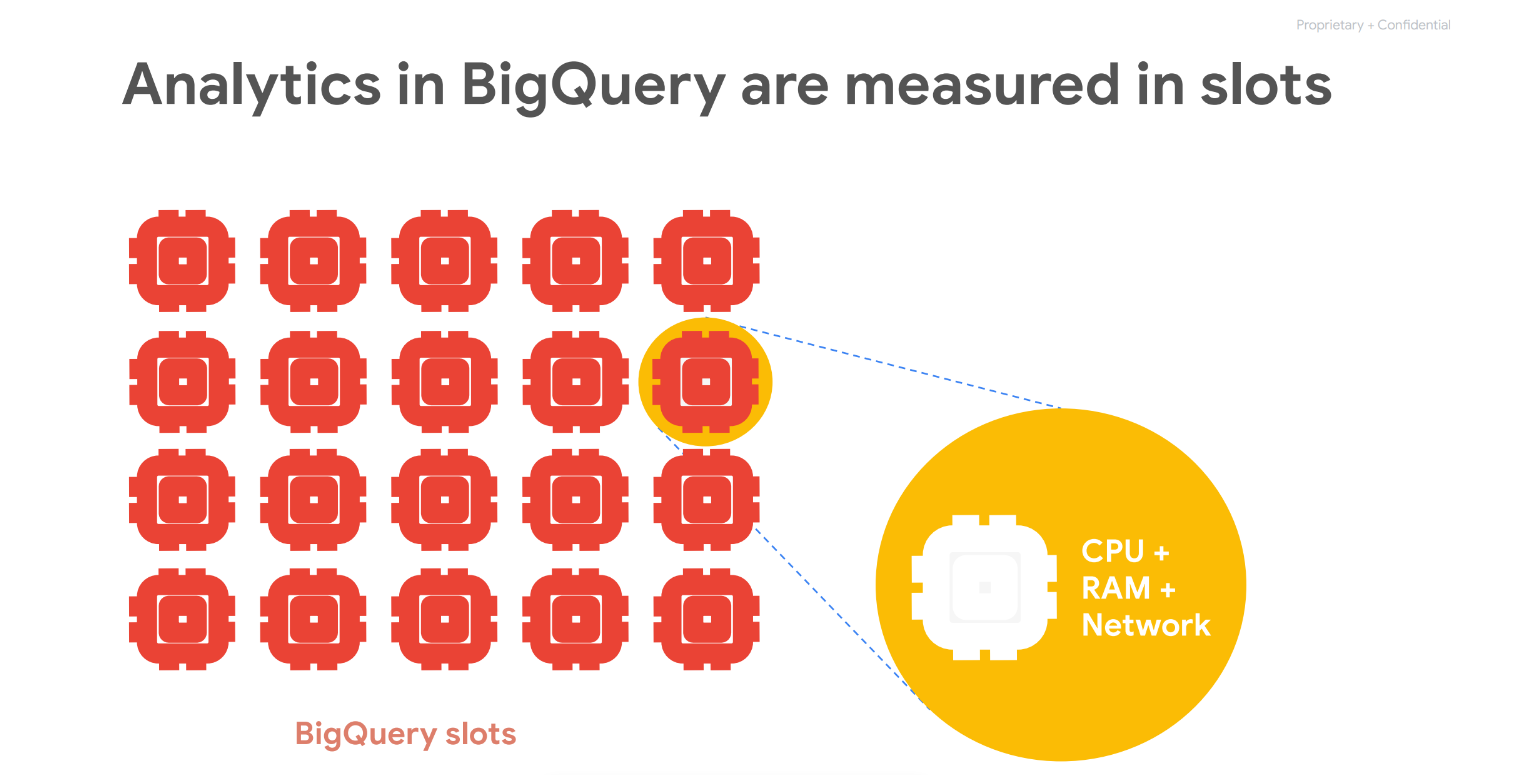 Proprietary + Confidential
Analytics in BigQuery are measured in slots
CPU +
RAM +
Network
BigQuery slots